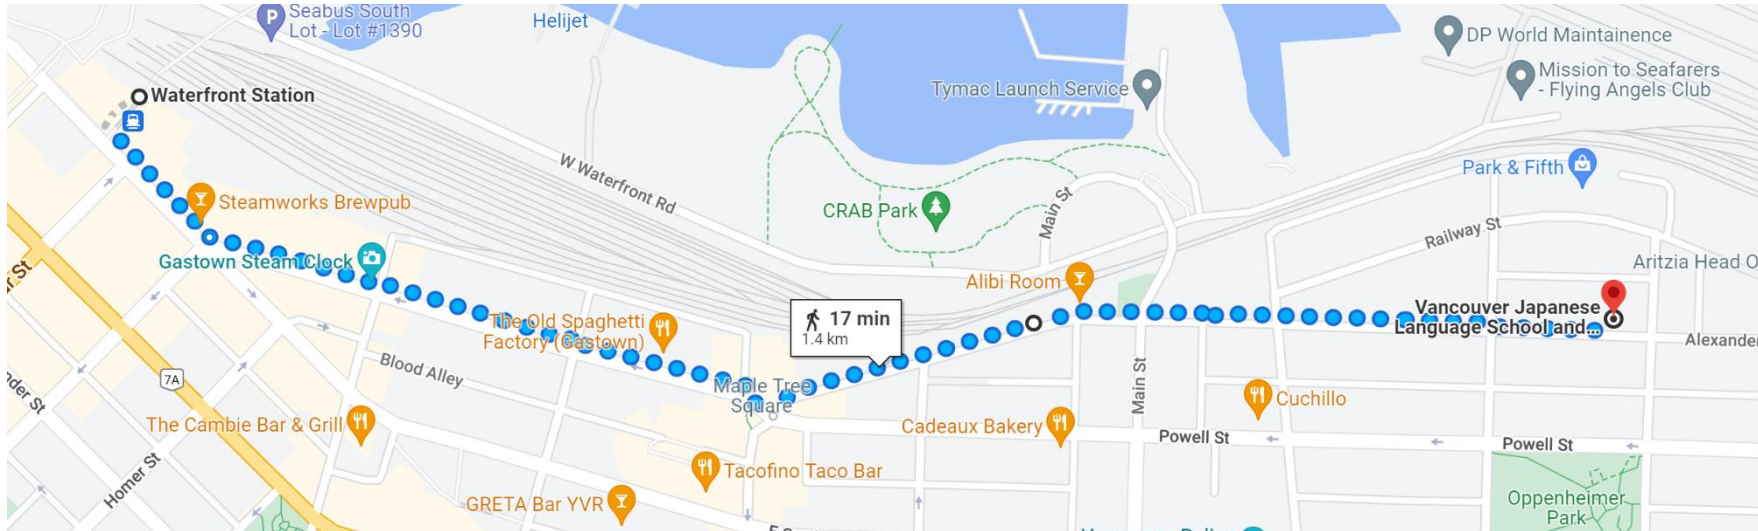 Seabus South
Lot - Lot #1390
Helijet
DP World Maintainence
Mission to Seafarers
- Flying Angels Club
Tymac Launch Service
Waterfront Station
W Waterfront Rd
Park & Fifth
Steamworks Brewpub
CRAB Park
Main St
Railway St
Gastown Steam Clock
Aritzia Head O
Alibi Room
Vancouver Japanese
Language School and...
17 min
1.4 km
The Old Spaghetti
Factory (Gastown)
Alexander
Blood Alley
7A
Maple Tree
Square
Main St
Cuchillo
The Cambie Bar & Grill
Cadeaux Bakery
Powell St
Powell St
Homer St
Tacofino Taco Bar
GRETA Bar YVR
Oppenheimer
Park